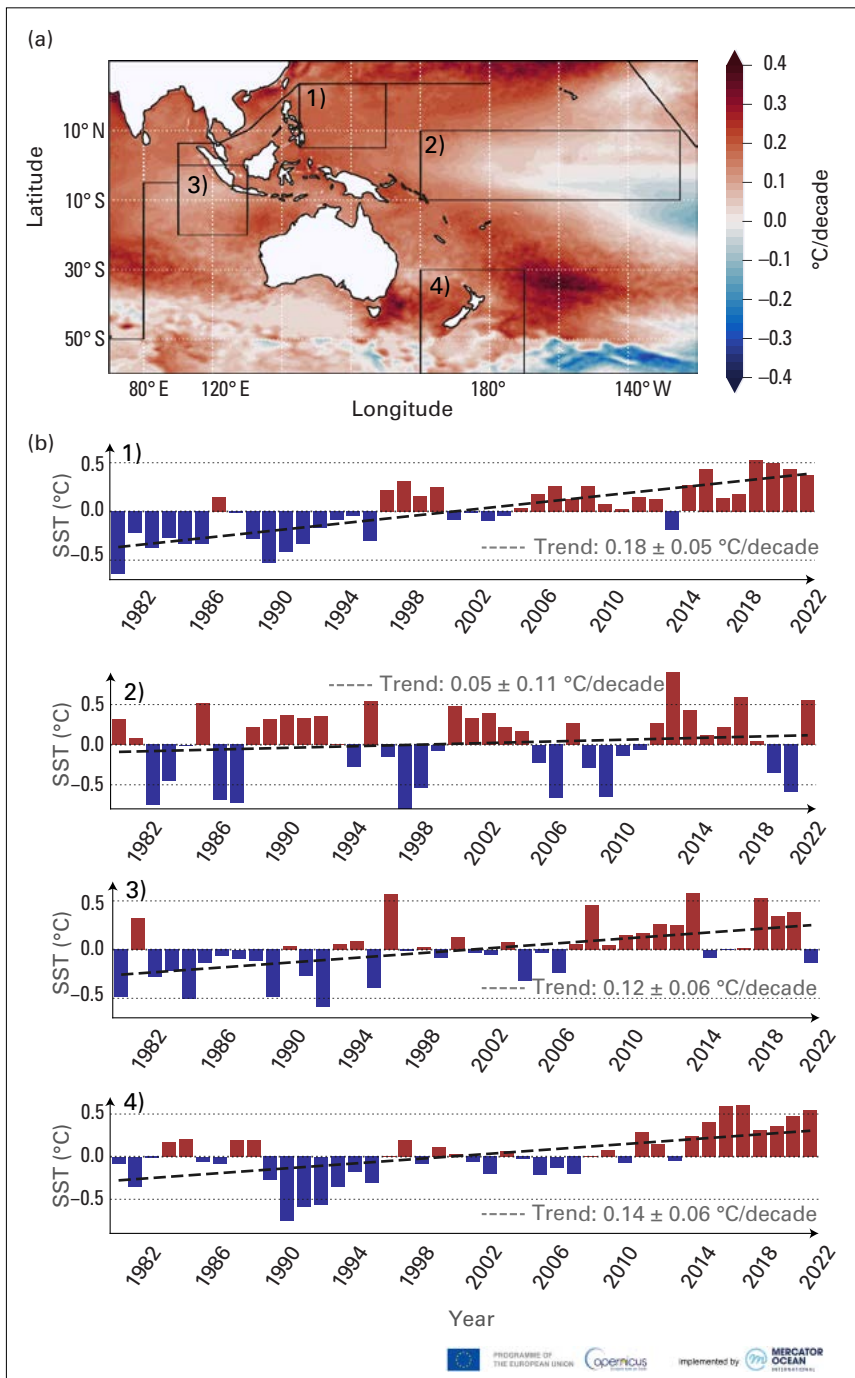 (a)
Latitude
10° N
10° S
30° S
50° S
1)
2)
3)
4)
80° E
120° E
180°
140° W
Longitude
0.4
0.3
0.2
0.1
0.0
−0.1
−0.2
−0.3
−0.4
°C/decade
(b)
1)
SST (°C)
0.5
0.0
−0.5
Trend: 0.18 ± 0.05 °C/decade
1982 1986 1990 1994 1998 2002 2006 2010 2014 2018 2022
2)
SST (°C)
0.5
0.0
−0.5
Trend: 0.05 ± 0.11 °C/decade
1982 1986 1990 1994 1998 2002 2006 2010 2014 2018 2022
3)
SST (°C)
0.5
0.0
−0.5
Trend: 0.12 ± 0.06 °C/decade
1982 1986 1990 1994 1998 2002 2006 2010 2014 2018 2022
4)
SST (°C)
0.5
0.0
−0.5
Trend: 0.14 ± 0.06 °C/decade
1982 1986 1990 1994 1998 2002 2006 2010 2014 2018 2022
Year
PROGRAMME OF
THE EUROPEAN UNION
opernicus
implemented by
MERCATOR
OCEAN
INTERNATIONAL